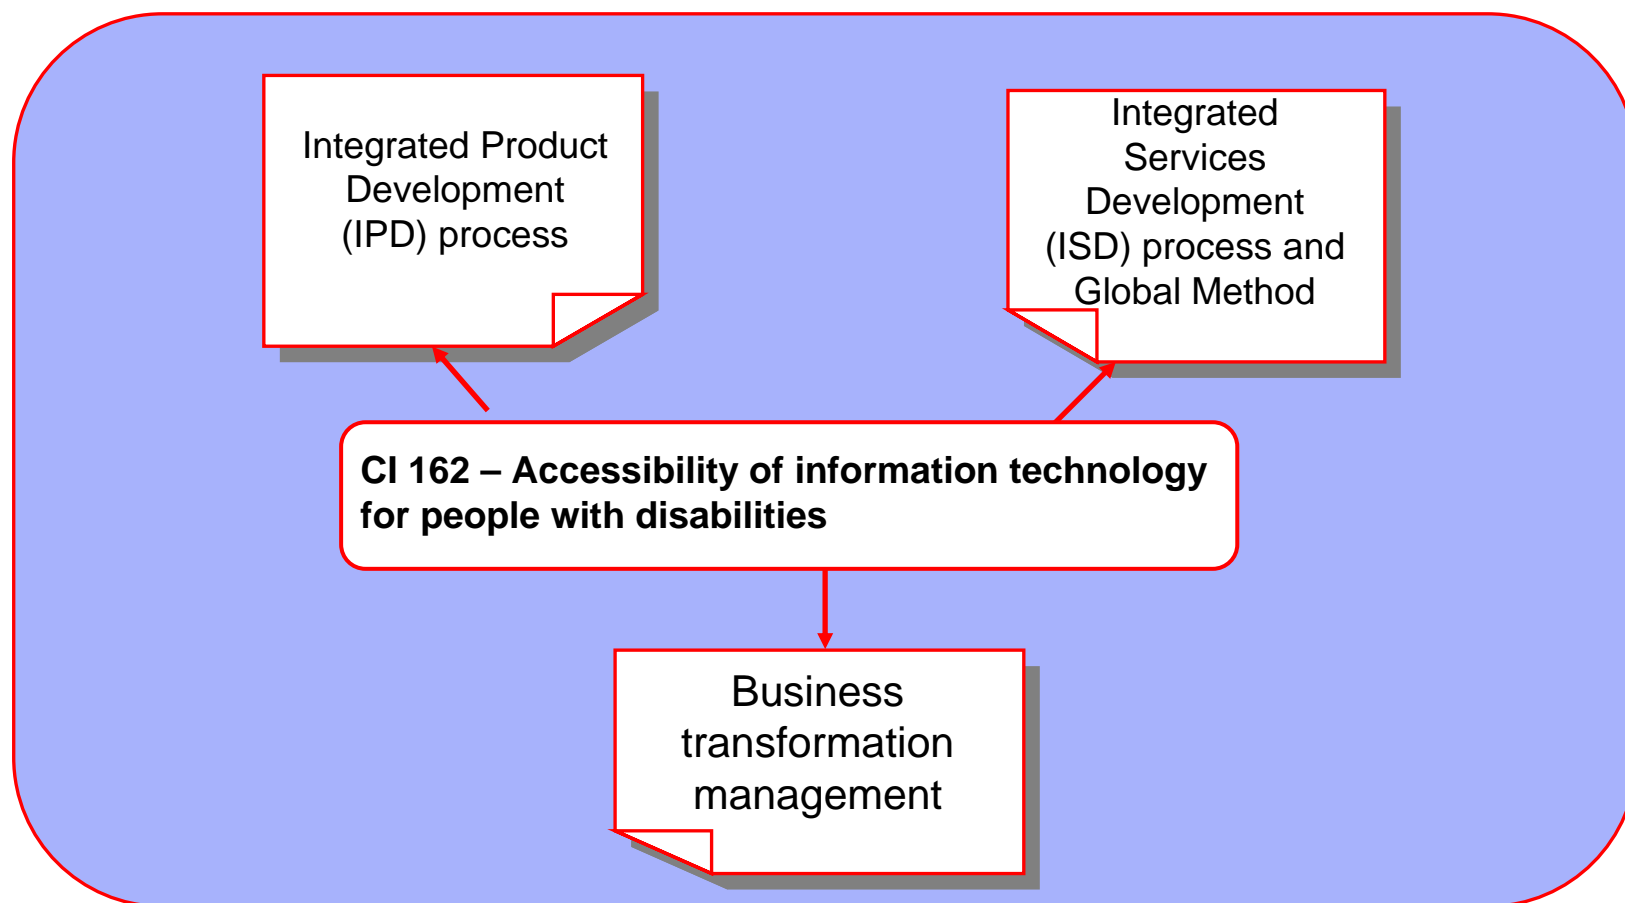 Integrated Product
Development
(IPD) process
Integrated
Services
Development
(ISD) process and
Global Method
CI 162 – Accessibility of information technology
for people with disabilities
Business
transformation
management